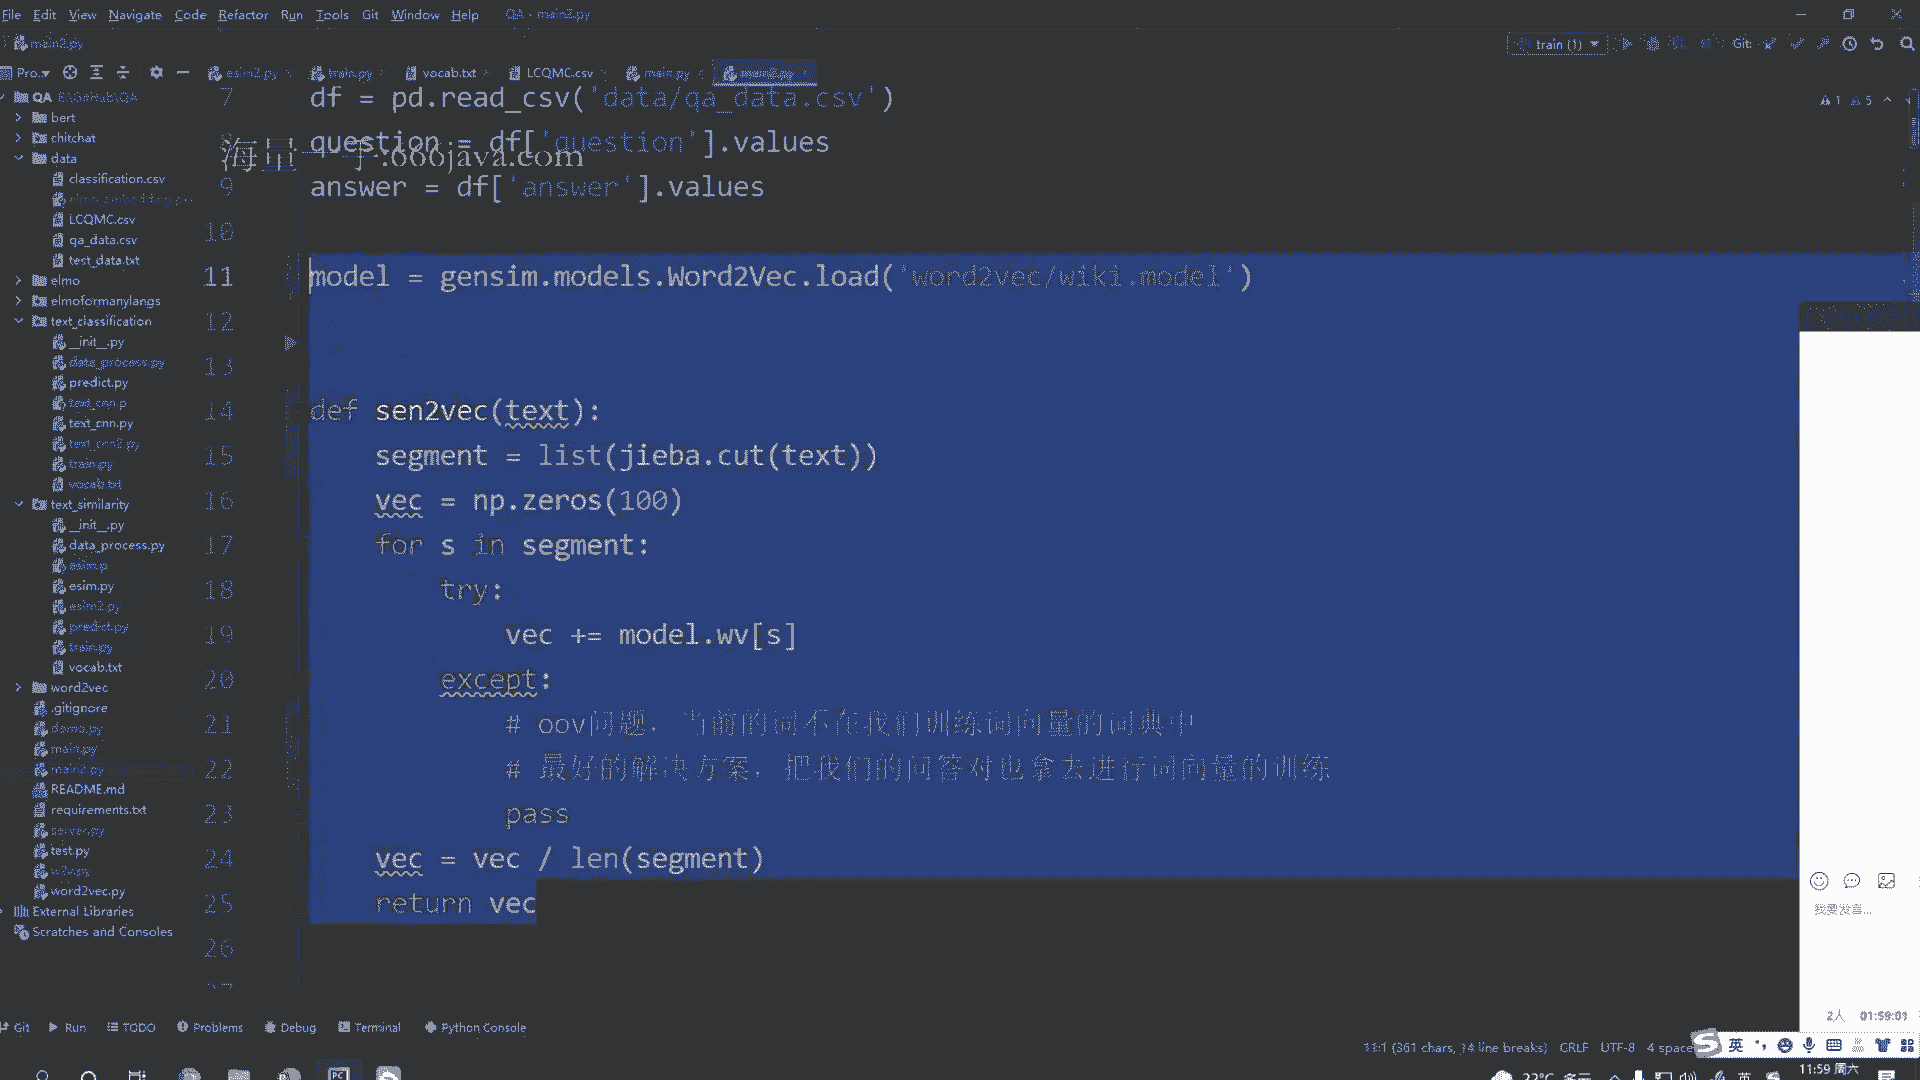 File Edit View Navigate Code Refactor Run Tools Git Window Help QA - main2.py
main2.py train (1) Git:
Pro... esim2.py train.py vocab.txt LCQMC.csv main.py main2.py
QA E:\GitHub\QA
bert
chitchat
data
classification.csv
LCQMC.csv
qa_data.csv
test_data.txt
elmo
elmoformanylangs
text_classification
__init__.py
data_process.py
predict.py
text_cnn.p
text_cnn.py
text_cnn2.py
train.py
vocab.txt
text_similarity
__init__.py
data_process.py
esim.p
esim.py
esim2.py
predict.py
train.py
vocab.txt
word2vec
.gitignore
demo.py
main.py
main2.py
README.md
requirements.txt
server.py
test.py
w2v.py
word2vec.py
External Libraries
Scratches and Consoles
7 df = pd.read_csv('data/qa_data.csv')
8 question = df['question'].values
海量 :666java.com
9 answer = df['answer'].values
10
11 model = gensim.models.Word2Vec.load('word2vec/wiki.model')
12
13
14 def sen2vec(text):
15 segment = list(jieba.cut(text))
16 vec = np.zeros(100)
17 for s in segment:
18 try:
19 vec += model.wv[s]
20 except:
21 # oov问题，当前的词不在我们训练词向量的词典中
22 # 最好的解决方案，把我们的问答对也拿去进行词向量的训练
23 pass
24 vec = vec / len(segment)
25 return vec
26
1 5
我要发言...
2人 01:59:01
Git Run TODO Problems Debug Terminal Python Console
11:1 (361 chars, 14 line breaks) CRLF UTF-8 4 space
英
22°C 多云 英
11:59 周六